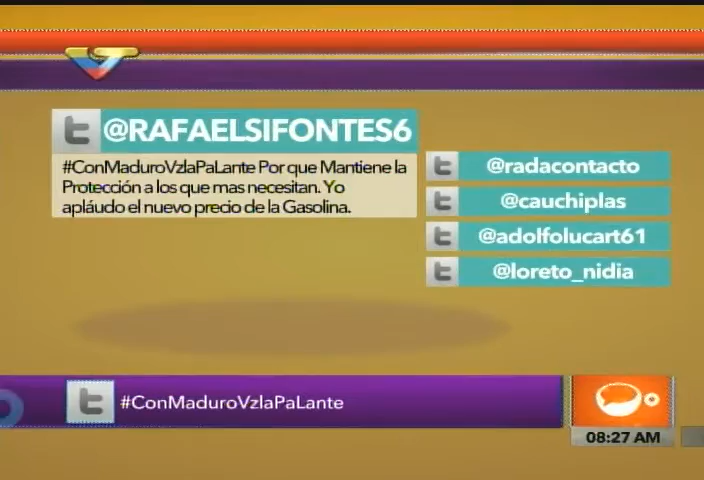 @RAFAELSIFONTES6
#ConMaduroVzlaPaLante Por que Mantiene la
Protección a los que mas necesitan. Yo
apláudo el nuevo precio de la Gasolina.
@radacontacto
@cauchiplas
@adolfolucart61
@loreto_nidia
#ConMaduroVzlaPaLante
08:27 AM